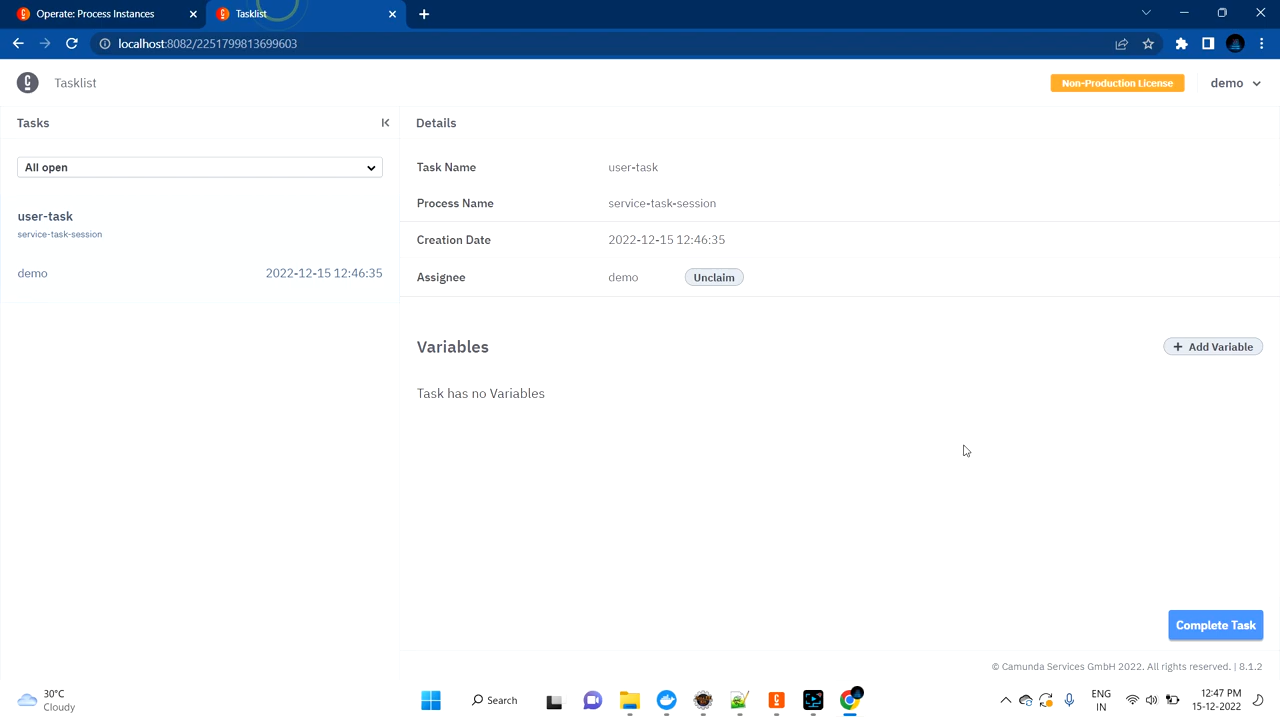 Operate: Process Instances
Tasklist
localhost:8082/2251799813699603
Tasklist
Non-Production License
demo
Tasks
Details
All open
Task Name user-task
user-task
service-task-session
Process Name service-task-session
Creation Date 2022-12-15 12:46:35
demo 2022-12-15 12:46:35
Assignee demo Unclaim
Variables
+ Add Variable
Task has no Variables
Complete Task
© Camunda Services GmbH 2022. All rights reserved. | 8.1.2
30°C
Cloudy
Search
ENG
IN
12:47 PM
15-12-2022